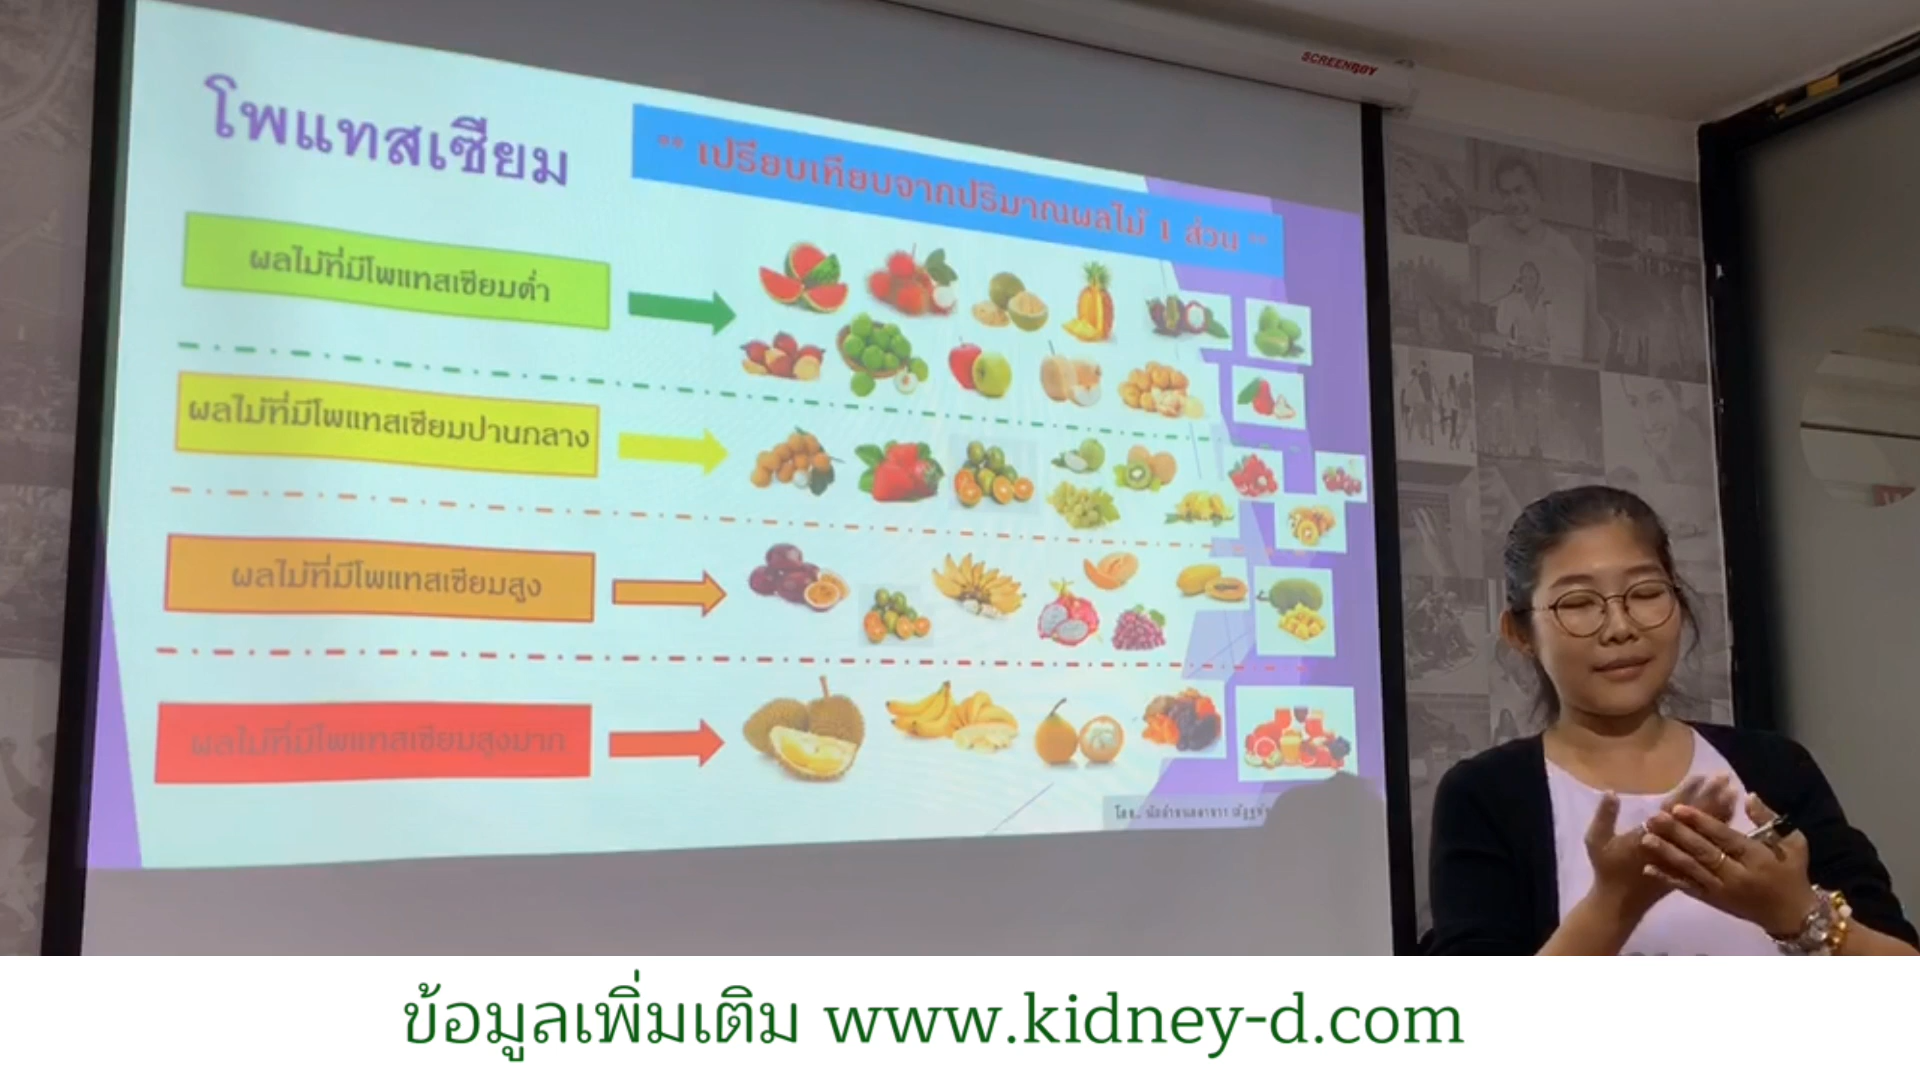 SCREENBOY
โพแทสเซียม
** เปรียบเทียบจากปริมาณผลไม้ 1 ส่วน **
ผลไม้ที่มีโพแทสเซียมต่ำ
ผลไม้ที่มีโพแทสเซียมปานกลาง
ผลไม้ที่มีโพแทสเซียมสูง
ผลไม้ที่มีโพแทสเซียมสูงมาก
ข้อมูลเพิ่มเติม www.kidney-d.com